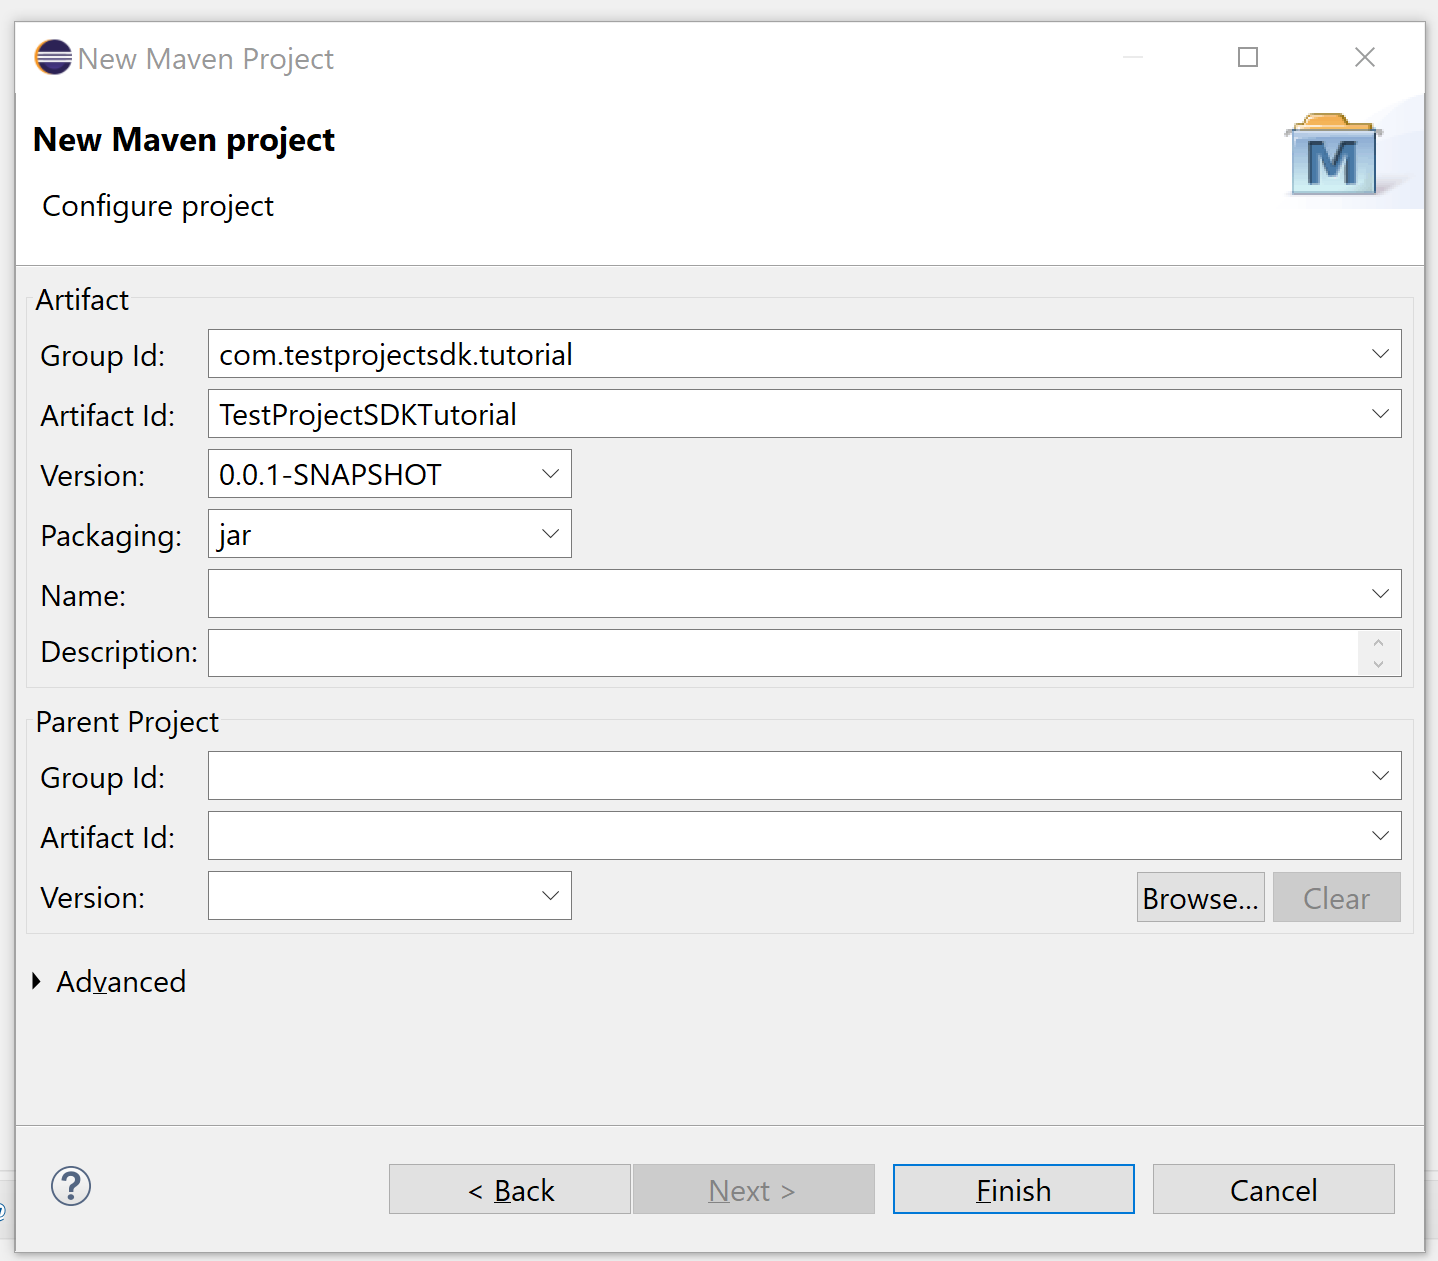 New Maven Project
New Maven project
M
Configure project
Artifact
Group Id: com.testprojectsdk.tutorial
Artifact Id: TestProjectSDKTutorial
Version: 0.0.1-SNAPSHOT
Packaging: jar
Name:
Description:
Parent Project
Group Id:
Artifact Id:
Version: Browse... Clear
Advanced
? < Back Next > Finish Cancel